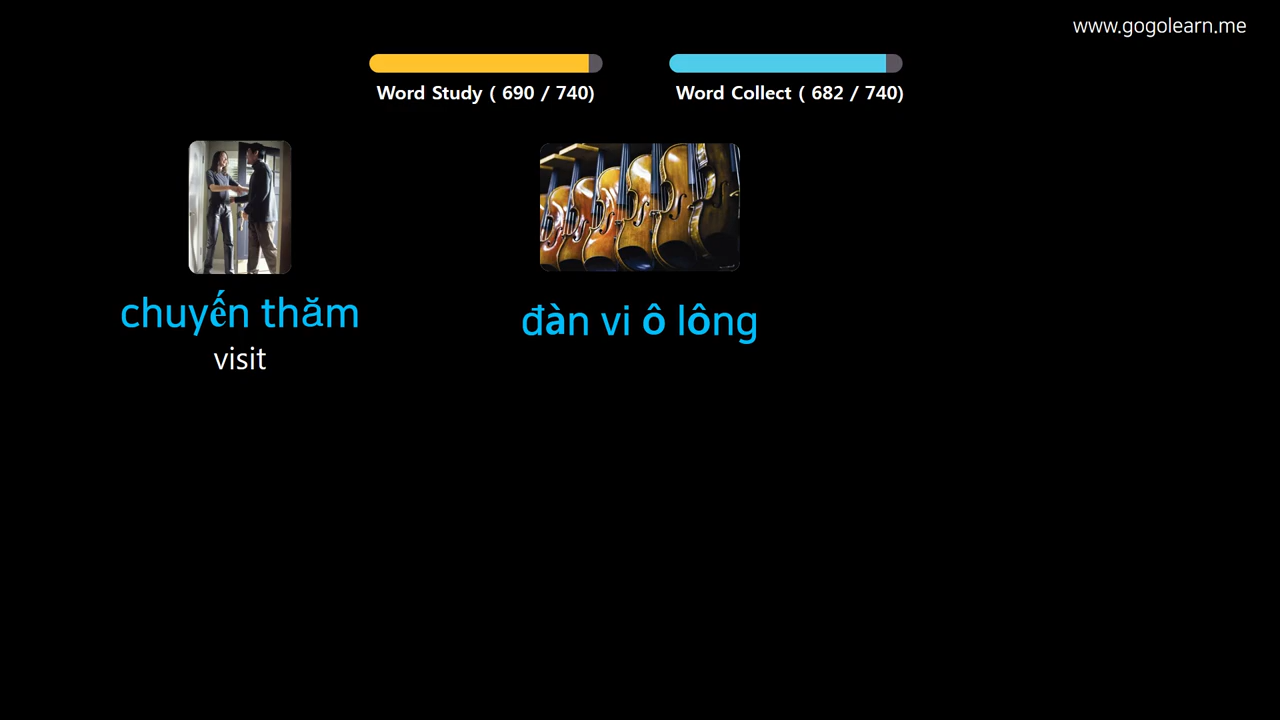 www.gogolearn.me
Word Study ( 690 / 740)
Word Collect ( 682 / 740)
chuyến thăm
visit
đàn vi ô lông